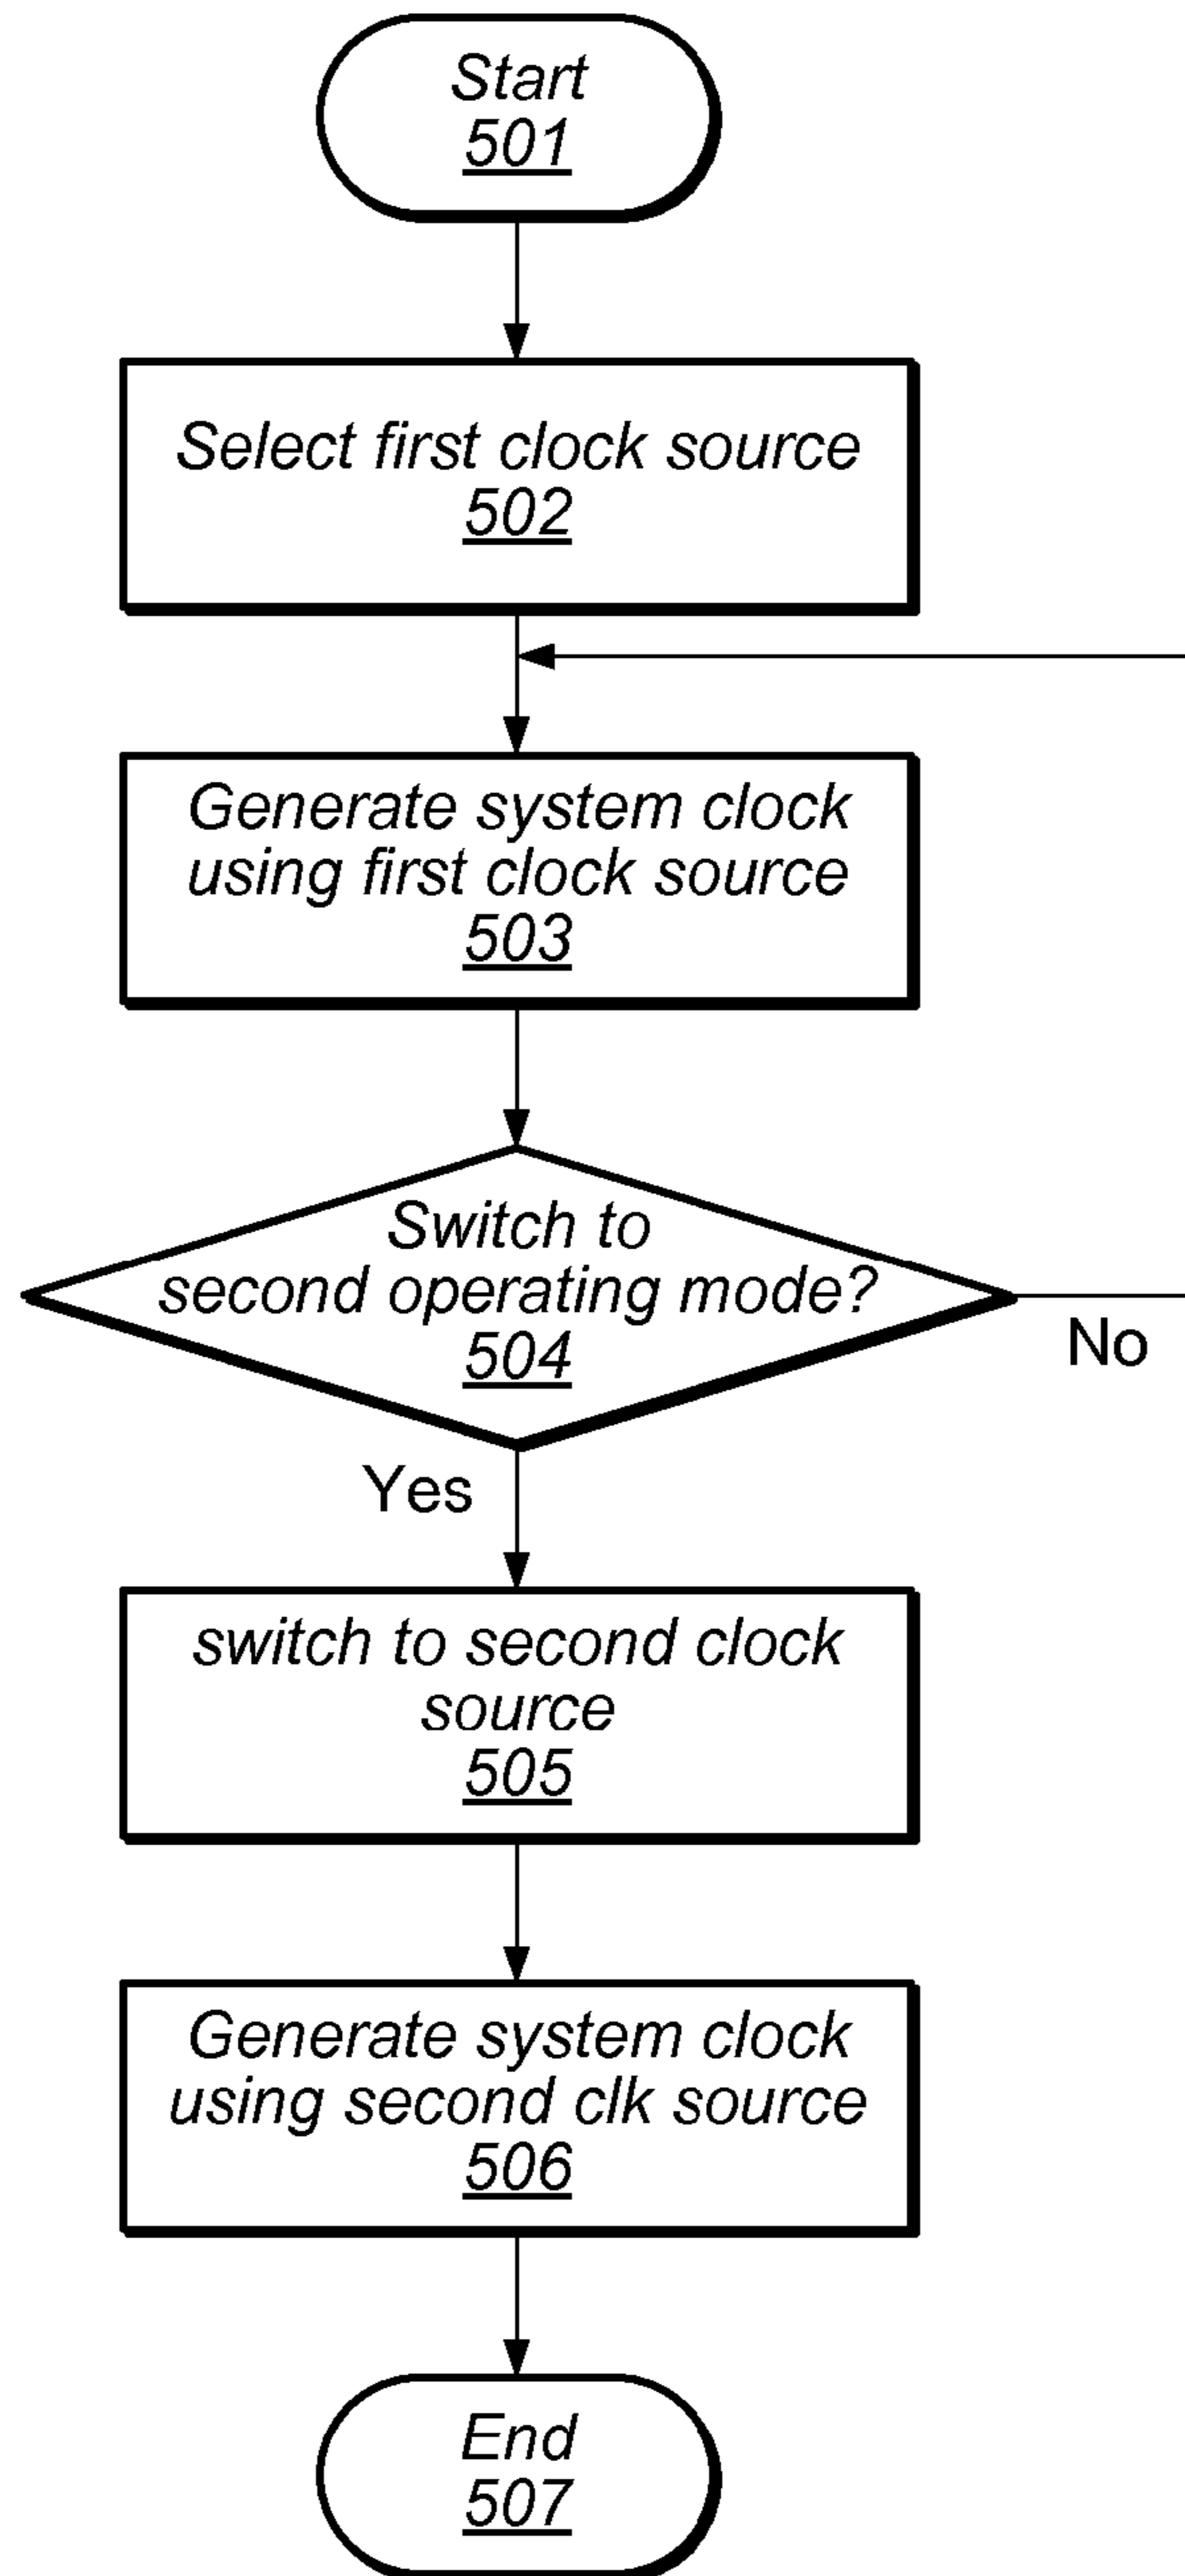 Start
501
Select first clock source
502
Generate system clock
using first clock source
503
Switch to
second operating mode?
504
No
Yes
switch to second clock
source
505
Generate system clock
using second clk source
506
End
507